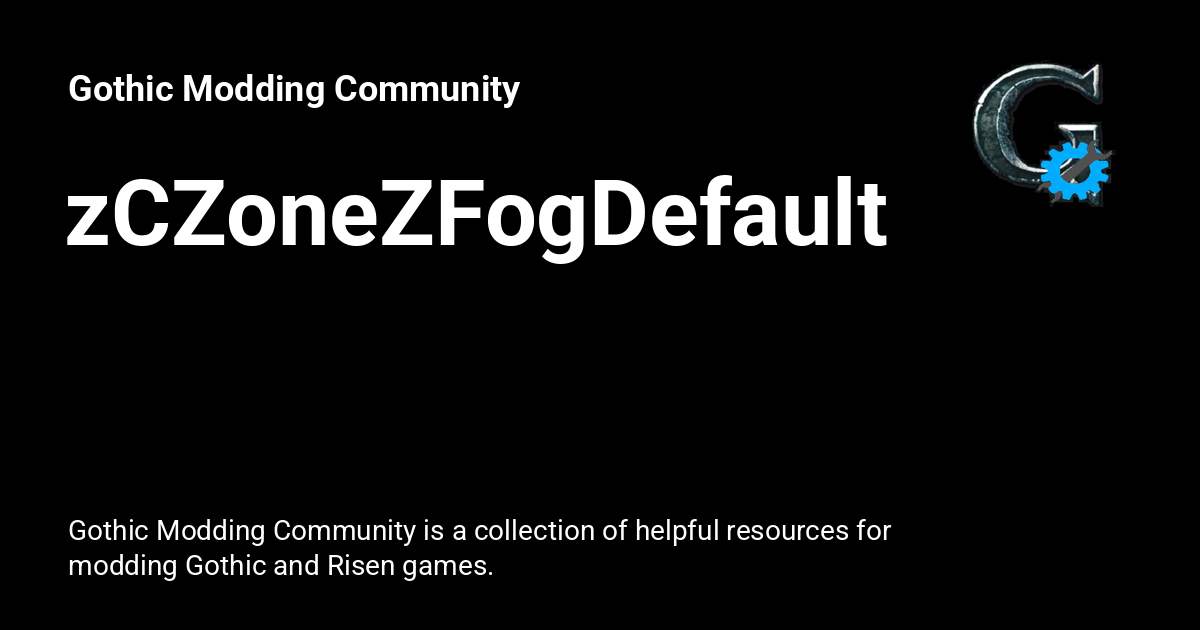 Gothic Modding Community
zCZoneZFogDefault
G
Gothic Modding Community is a collection of helpful resources for
modding Gothic and Risen games.